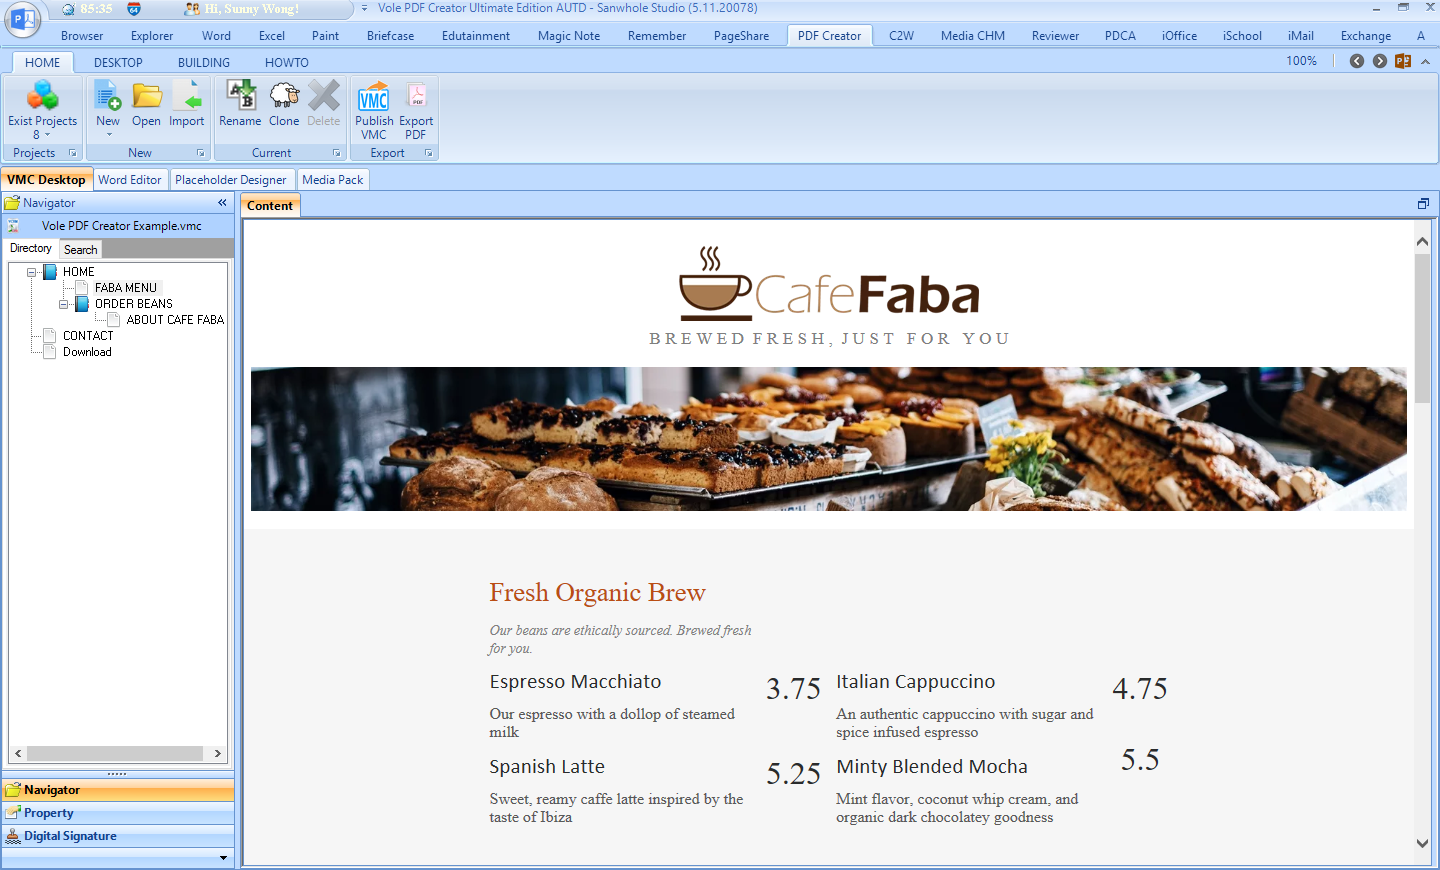 85:35
64
Hi, Sunny Wong!
Vole PDF Creator Ultimate Edition AUTD - Sanwhole Studio (5.11.20078)
Browser Explorer Word Excel Paint Briefcase Edutainment Magic Note Remember PageShare PDF Creator C2W Media CHM Reviewer PDCA iOffice iSchool iMail Exchange A
HOME DESKTOP BUILDING HOWTO 100%
Exist Projects
8
New Open Import
Rename Clone Delete
VMC
Publish
VMC
PDF
Export
PDF
Projects New Current Export
VMC Desktop Word Editor Placeholder Designer Media Pack
Navigator
Vole PDF Creator Example.vmc
Directory Search
HOME
FABA MENU
ORDER BEANS
ABOUT CAFE FABA
CONTACT
Download
Navigator
Property
Digital Signature
Content
CafeFaba
BREWED FRESH, JUST FOR YOU
Fresh Organic Brew
Our beans are ethically sourced. Brewed fresh
for you.
Espresso Macchiato 3.75
Our espresso with a dollop of steamed
milk
Italian Cappuccino 4.75
An authentic cappuccino with sugar and
spice infused espresso
Spanish Latte 5.25
Sweet, reamy caffe latte inspired by the
taste of Ibiza
Minty Blended Mocha 5.5
Mint flavor, coconut whip cream, and
organic dark chocolatey goodness